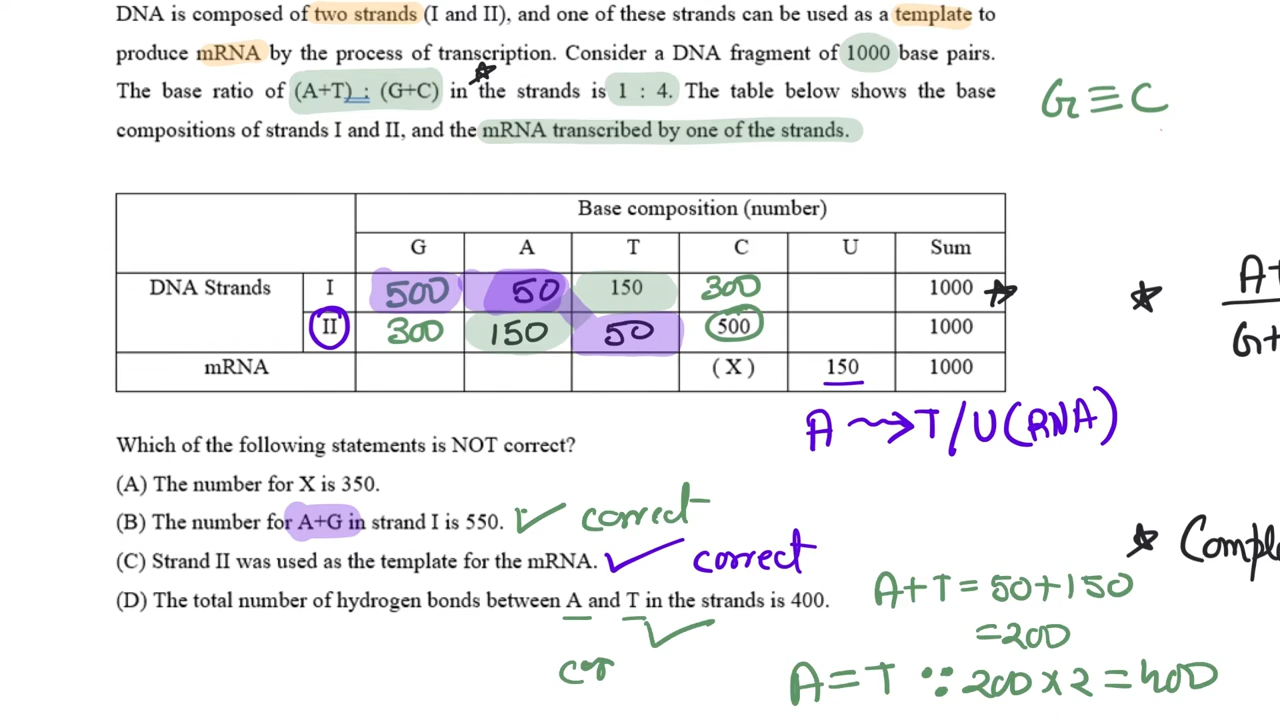 DNA is composed of two strands (I and II), and one of these strands can be used as a template to
produce mRNA by the process of transcription. Consider a DNA fragment of 1000 base pairs.
The base ratio of (A+T) : (G+C) in the strands is 1 : 4. The table below shows the base
compositions of strands I and II, and the mRNA transcribed by one of the strands.
G≡C
Base composition (number)
G A T C U Sum
DNA Strands I 500 50 150 300 1000
II 300 150 50 500 1000
mRNA (X) 150 1000
A+
G+
A → T/U(RNA)
Which of the following statements is NOT correct?
(A) The number for X is 350.
(B) The number for A+G in strand I is 550. ✓ correct
(C) Strand II was used as the template for the mRNA. ✓ correct
(D) The total number of hydrogen bonds between A and T in the strands is 400.
✓
cor
Comple
A+T = 50+150
=200
A=T ∵ 200×2=400